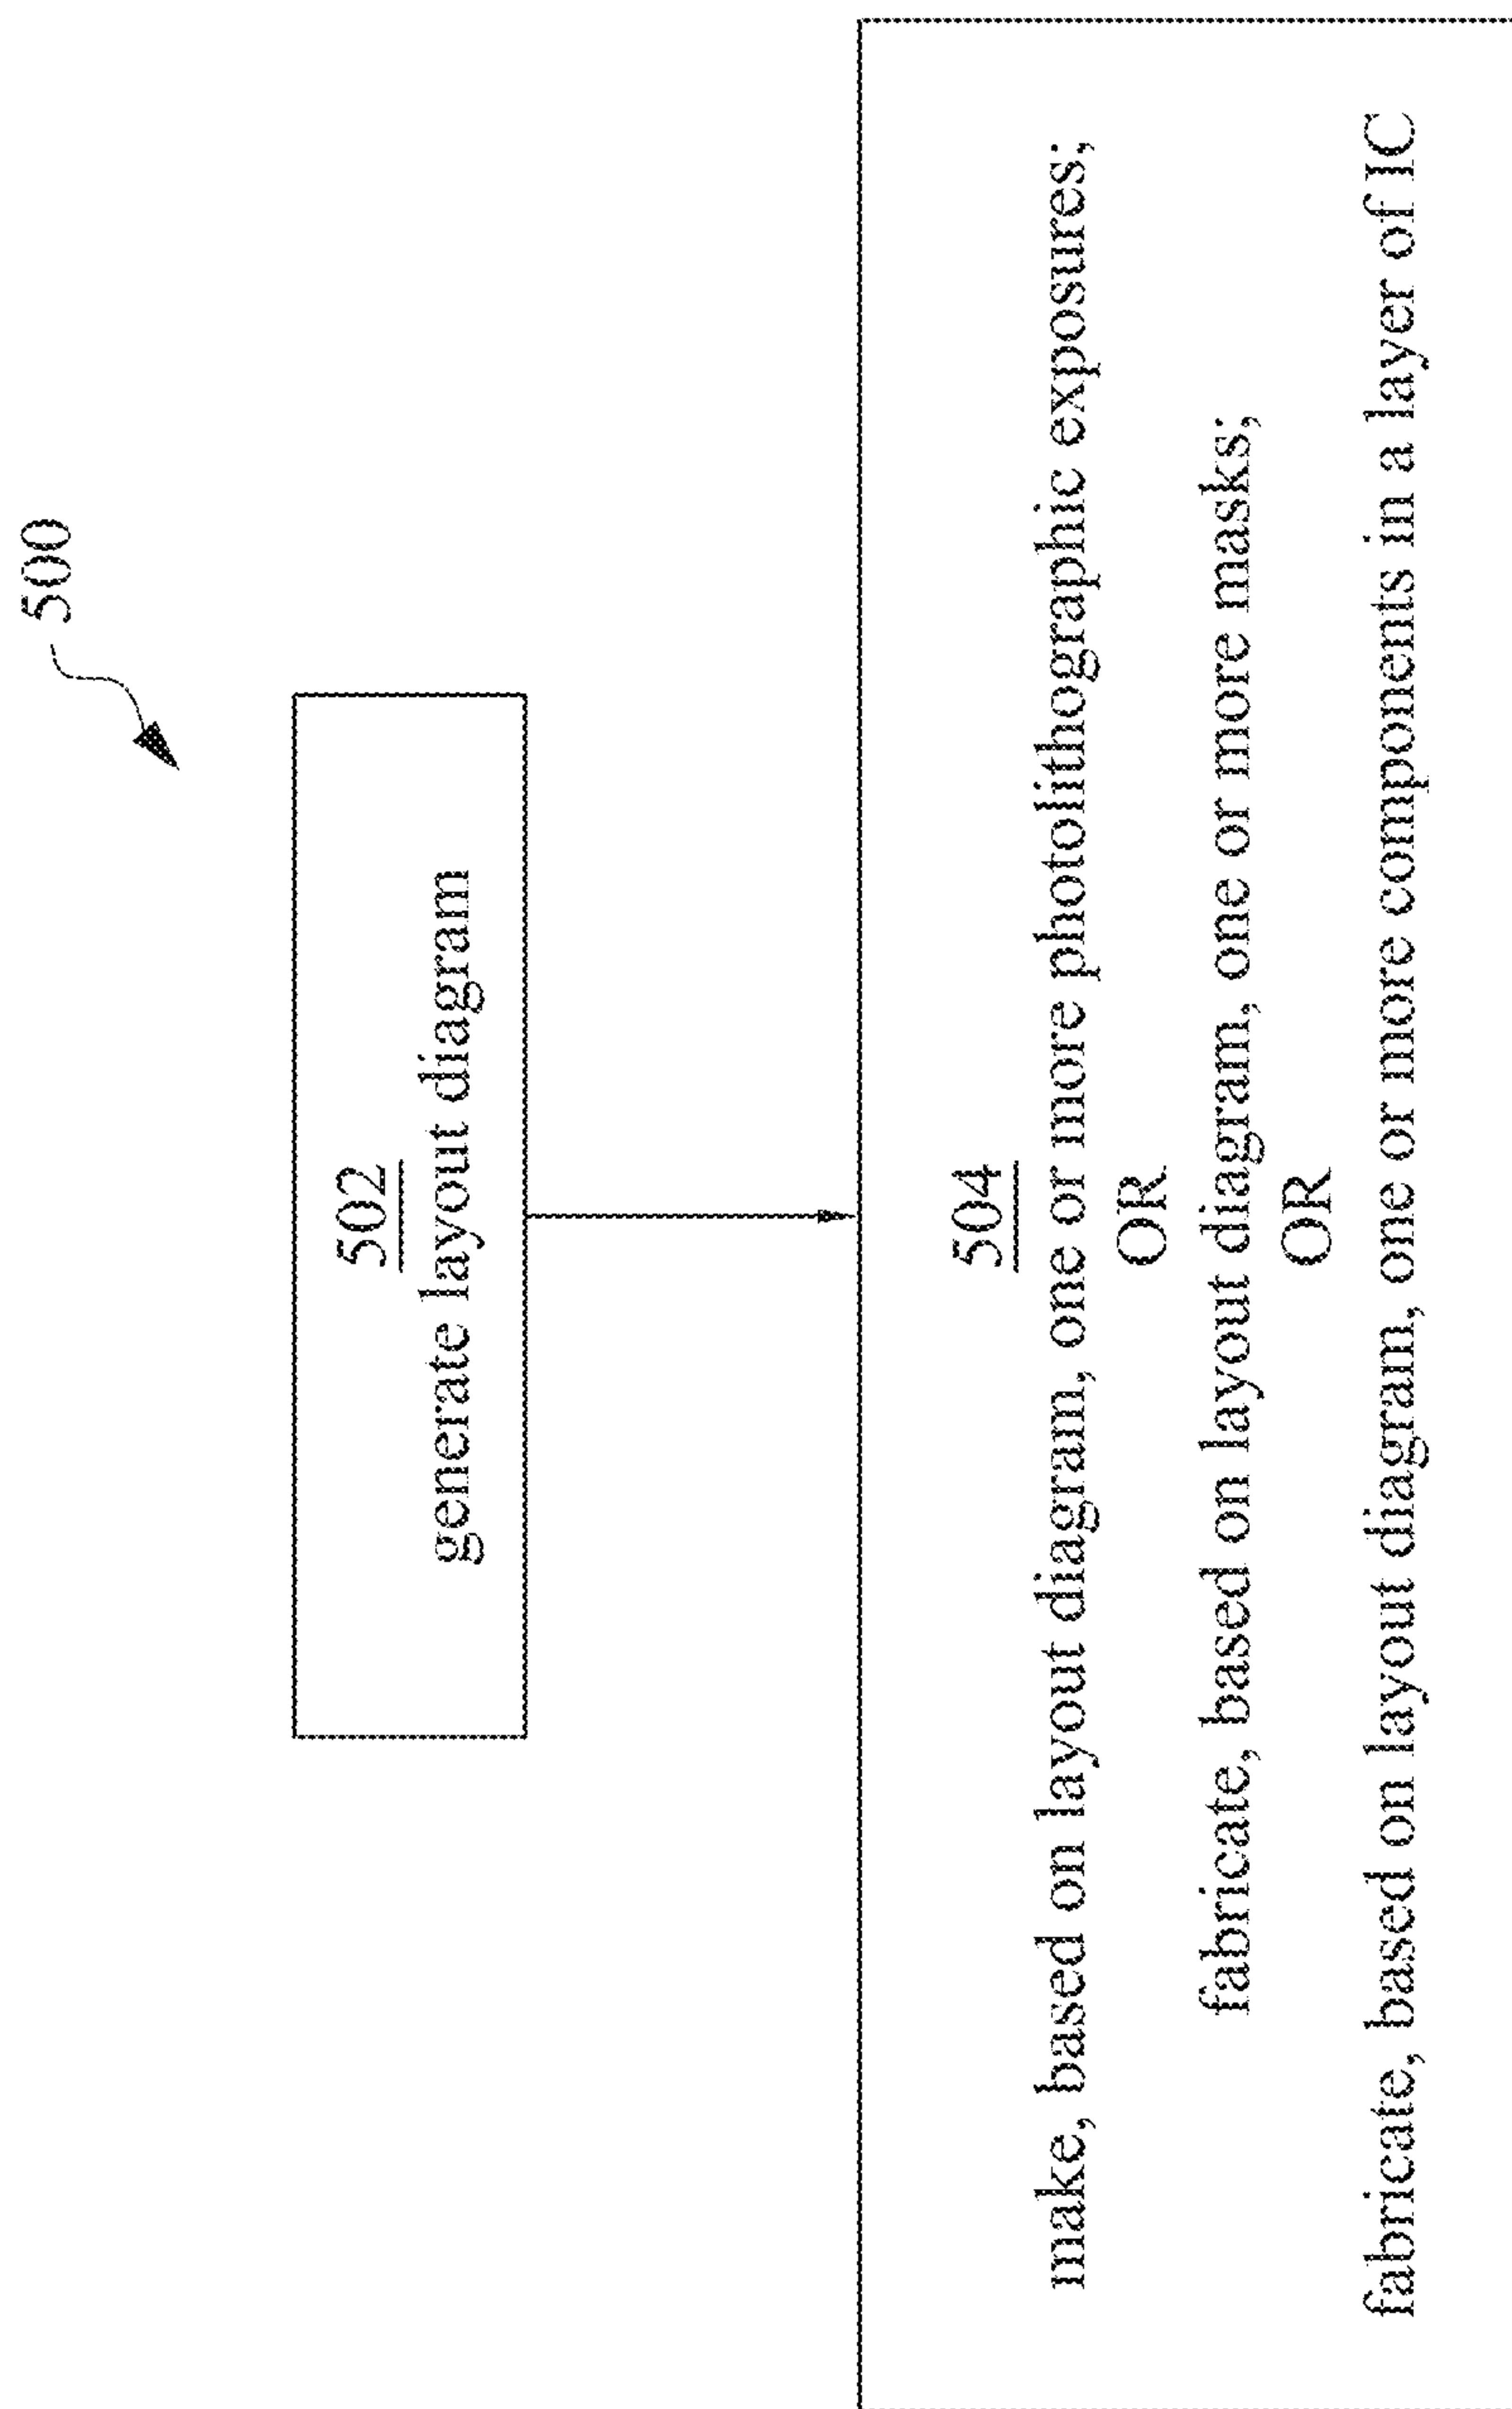 500
502
generate layout diagram
504
make, based on layout diagram, one or more photolithographic exposures;
OR
fabricate, based on layout diagram, one or more masks;
OR
fabricate, based on layout diagram, one or more components in a layer of IC